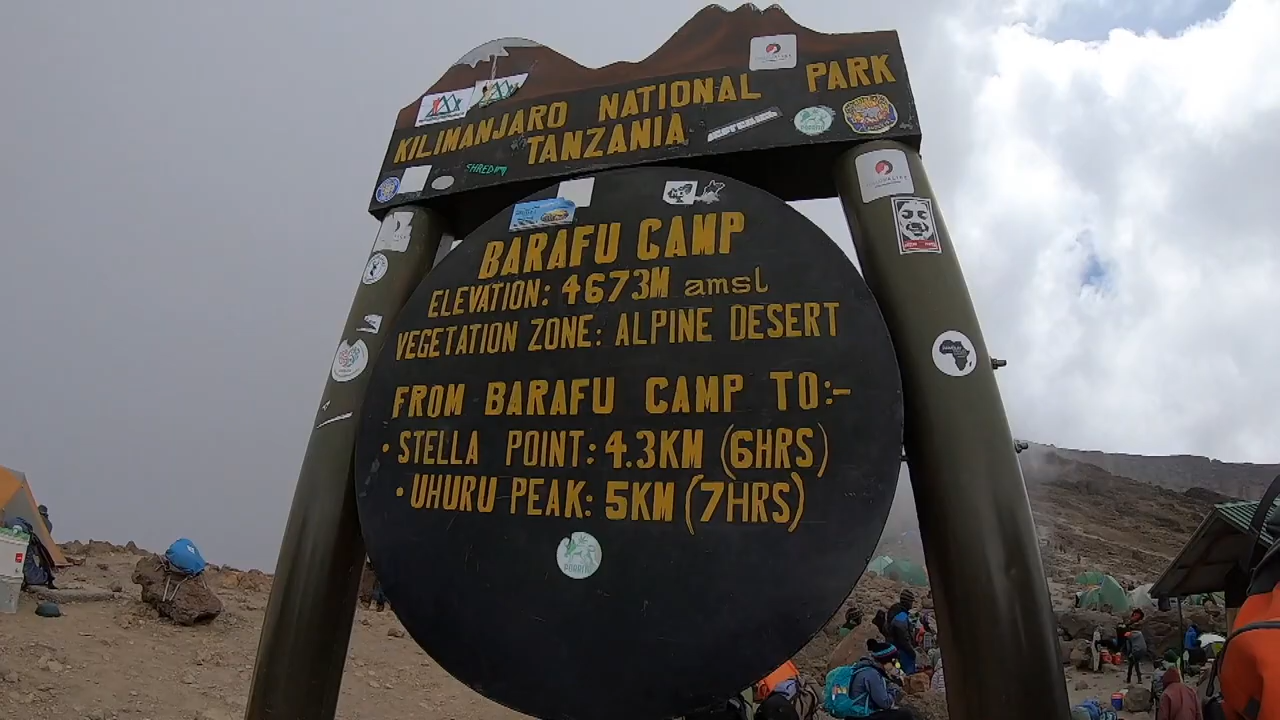 KILIMANJARO NATIONAL PARK
TANZANIA
BARAFU CAMP
ELEVATION: 4673M amsl
VEGETATION ZONE: ALPINE DESERT
FROM BARAFU CAMP TO:-
• STELLA POINT: 4.3KM (6HRS)
• UHURU PEAK: 5KM (7HRS)